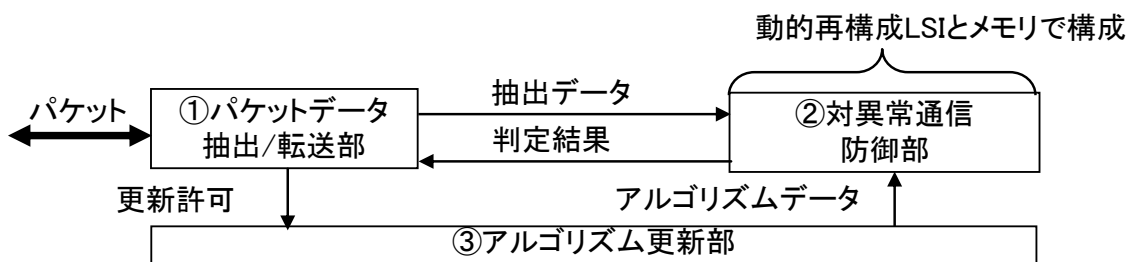 動的再構成LSIとメモリで構成
パケット
①パケットデータ
抽出/転送部
抽出データ
判定結果
②対異常通信
防御部
更新許可
アルゴリズムデータ
③アルゴリズム更新部